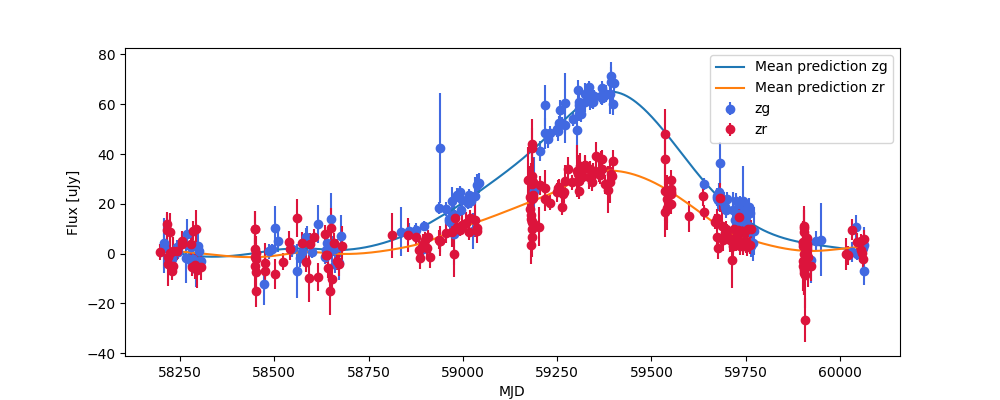 80
60
40
20
0
−20
−40
Flux [uJy]
58250
58500
58750
59000
59250
59500
59750
60000
MJD
Mean prediction zg
Mean prediction zr
zg
zr